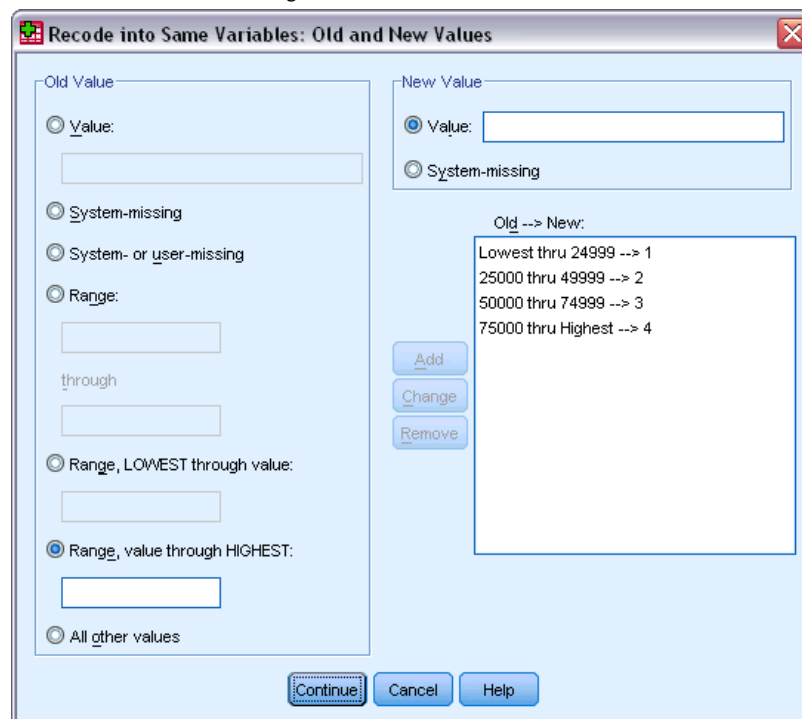 Recode into Same Variables: Old and New Values
Old Value
Value:
System-missing
System- or user-missing
Range:
through
Range, LOWEST through value:
Range, value through HIGHEST:
All other values
New Value
Value:
System-missing
Old --> New:
Lowest thru 24999 --> 1
25000 thru 49999 --> 2
50000 thru 74999 --> 3
75000 thru Highest --> 4
Add
Change
Remove
Continue
Cancel
Help